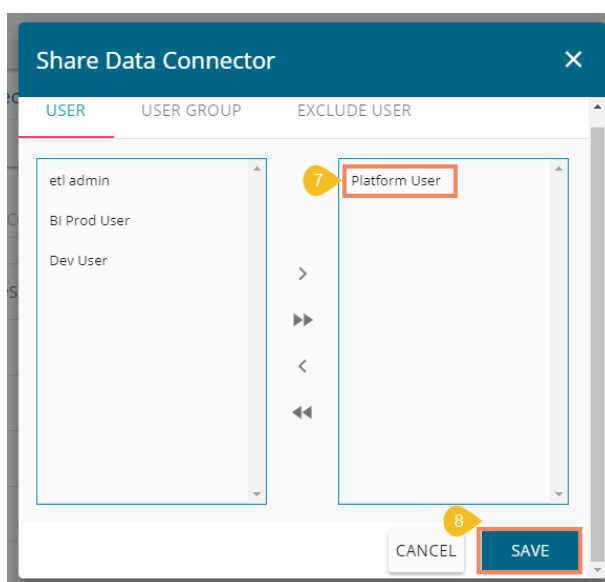 Share Data Connector
USER USER GROUP EXCLUDE USER
etl admin
7 Platform User
BI Prod User
Dev User
8
CANCEL SAVE